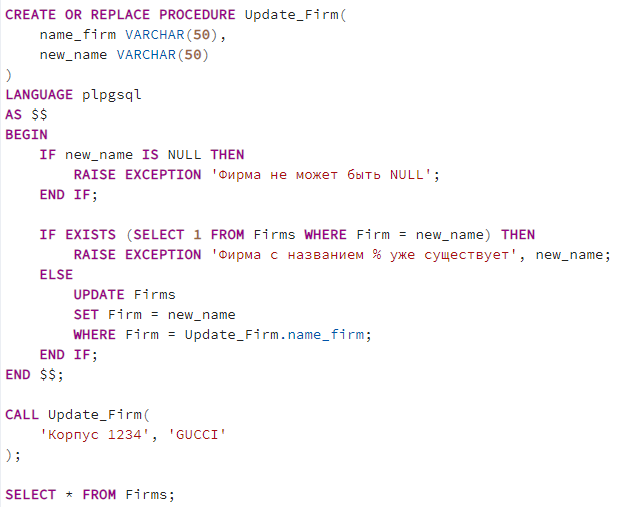 CREATE OR REPLACE PROCEDURE Update_Firm(
    name_firm VARCHAR(50),
    new_name VARCHAR(50)
)
LANGUAGE plpgsql
AS $$
BEGIN
    IF new_name IS NULL THEN
        RAISE EXCEPTION 'Фирма не может быть NULL';
    END IF;

    IF EXISTS (SELECT 1 FROM Firms WHERE Firm = new_name) THEN
        RAISE EXCEPTION 'Фирма с названием % уже существует', new_name;
    ELSE
        UPDATE Firms
        SET Firm = new_name
        WHERE Firm = Update_Firm.name_firm;
    END IF;
END $$;

CALL Update_Firm(
    'Корпус 1234', 'GUCCI'
);

SELECT * FROM Firms;